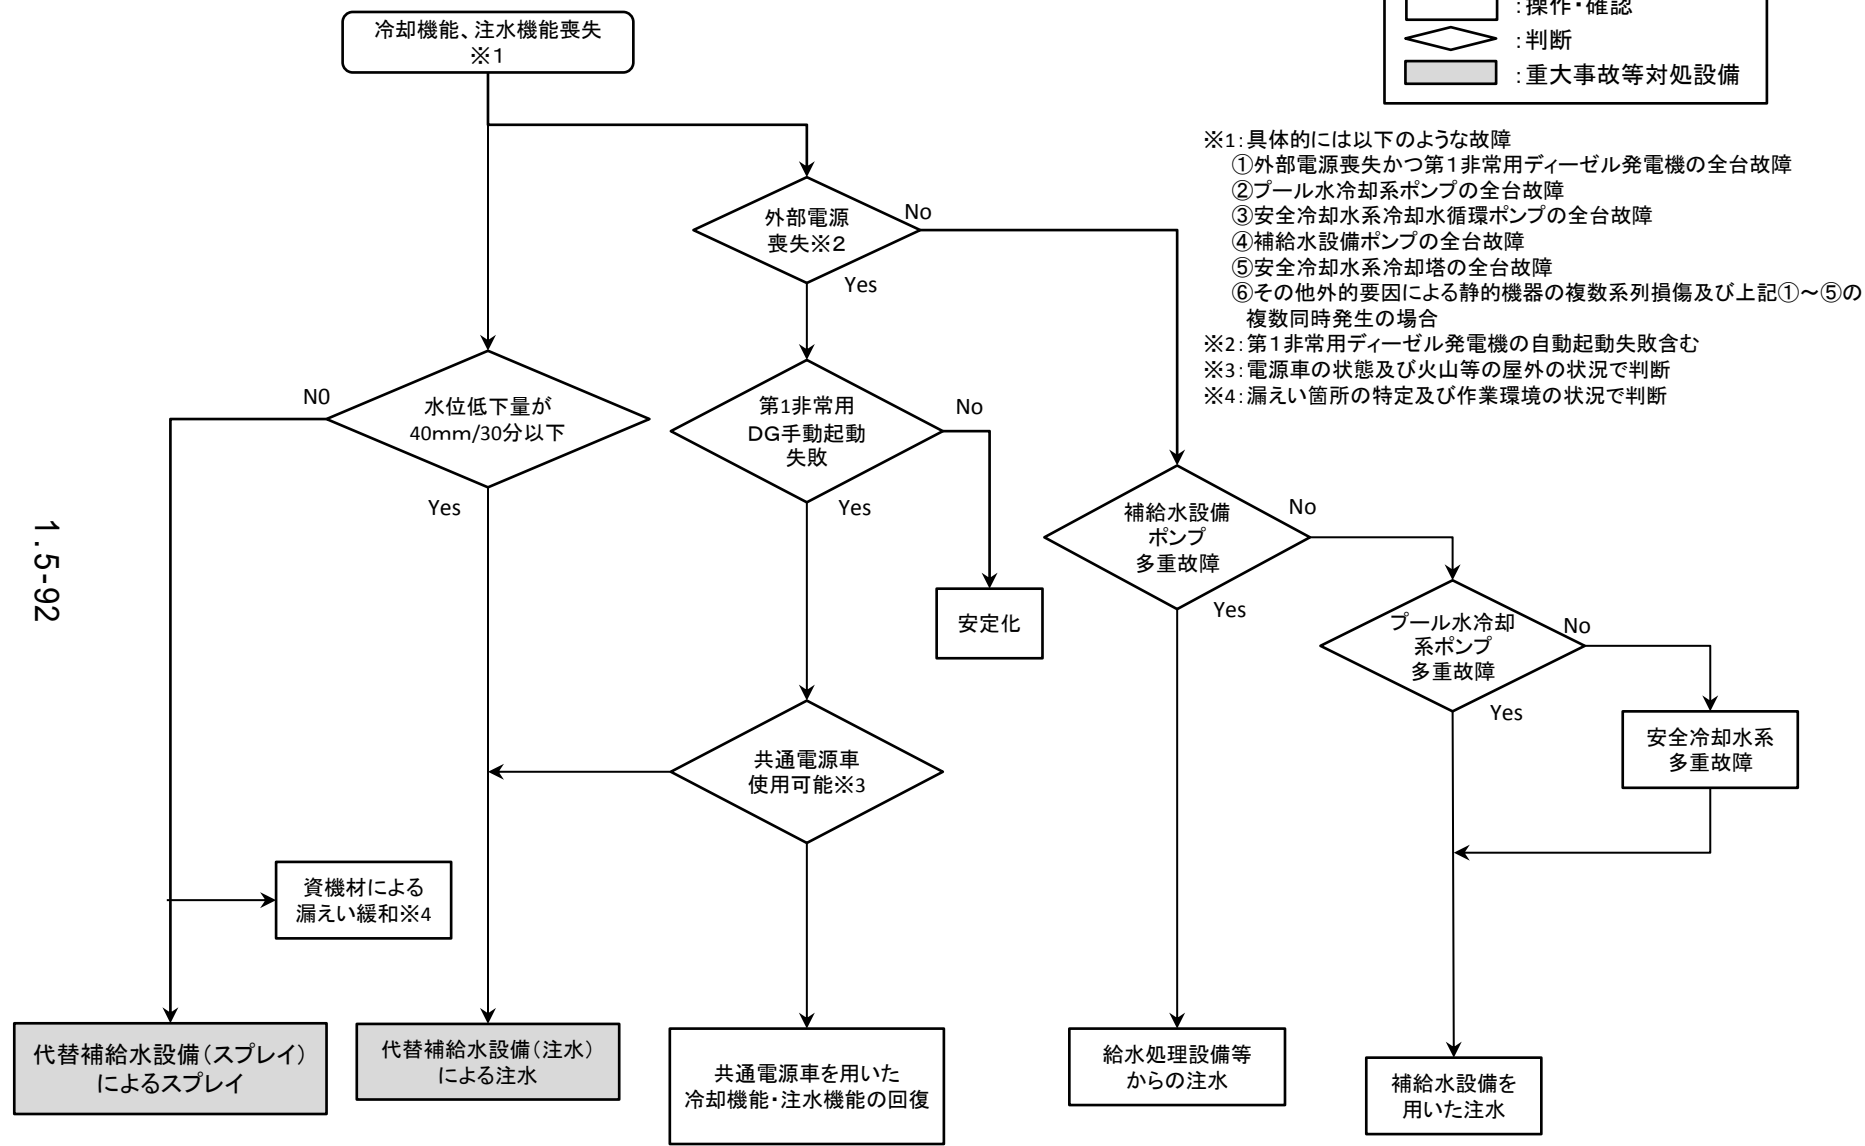 :操作・確認
:判断
:重大事故等対処設備
冷却機能、注水機能喪失
※1
※1:具体的には以下のような故障
①外部電源喪失かつ第1非常用ディーゼル発電機の全台故障
②プール水冷却系ポンプの全台故障
③安全冷却水系冷却水循環ポンプの全台故障
④補給水設備ポンプの全台故障
⑤安全冷却水系冷却塔の全台故障
⑥その他外的要因による静的機器の複数系列損傷及び上記①～⑤の
複数同時発生の場合
※2:第1非常用ディーゼル発電機の自動起動失敗含む
※3:電源車の状態及び火山等の屋外の状況で判断
※4:漏えい箇所の特定及び作業環境の状況で判断
外部電源
喪失※2
No
Yes
水位低下量が
40mm/30分以下
N0
Yes
第1非常用
DG手動起動
失敗
No
Yes
安定化
補給水設備
ポンプ
多重故障
No
Yes
プール水冷却
系ポンプ
多重故障
No
Yes
安全冷却水系
多重故障
共通電源車
使用可能※3
資機材による
漏えい緩和※4
代替補給水設備(スプレイ)
によるスプレイ
代替補給水設備(注水)
による注水
共通電源車を用いた
冷却機能・注水機能の回復
給水処理設備等
からの注水
補給水設備を
用いた注水
1.5-92